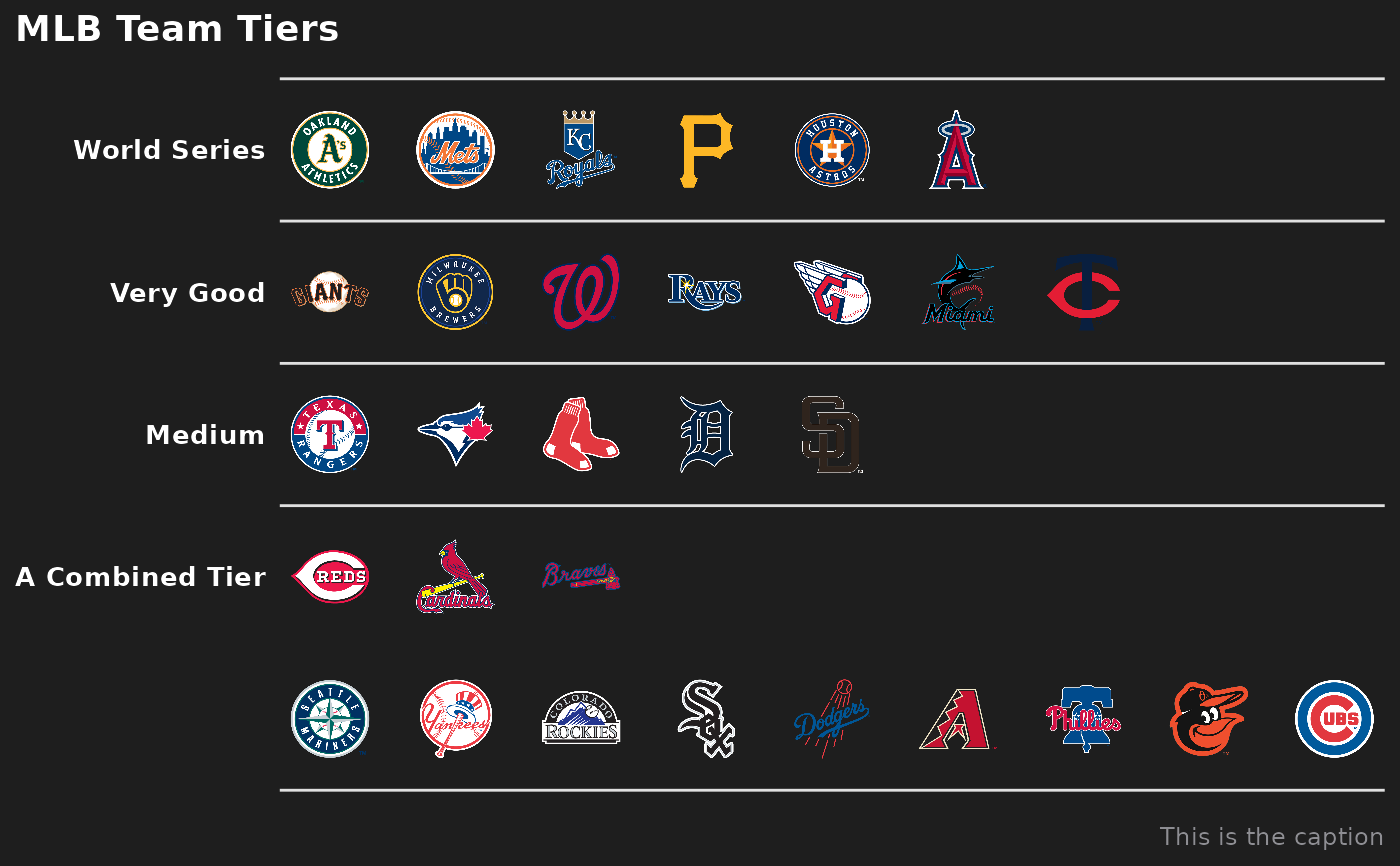 MLB Team Tiers
World Series
OAKLAND ATHLETICS A's
Mets
KC Royals
P
HOUSTON ASTROS H
A
Very Good
GIANTS
MILWAUKEE BREWERS
W
RAYS
G
Miami
TC
Medium
TEXAS RANGERS T
D
SD
A Combined Tier
REDS
Cardinals
Braves
SEATTLE MARINERS
Yankees
COLORADO ROCKIES
Sox
Dodgers
A
Phillies
CUBS
This is the caption